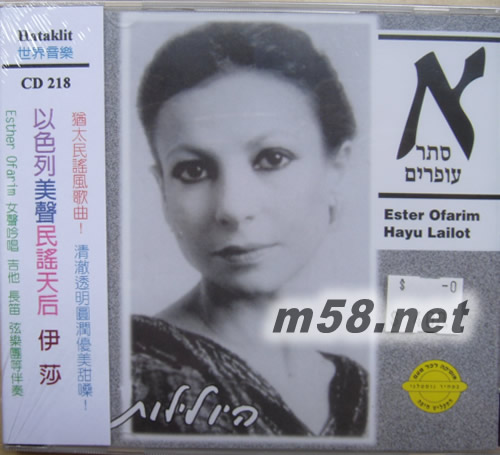 Hataklit
世界音樂
CD 218
猶太民謠風歌曲！清澈透明圓潤優美甜嗓！
以色列美聲民謠天后 伊莎
Esther Ofarim 女聲吟唱 吉他 長笛 弦樂團等伴奏
א
סתר
עופרים
Ester Ofarim
Hayu Lailot
$ -0
m58.net
היו לילות